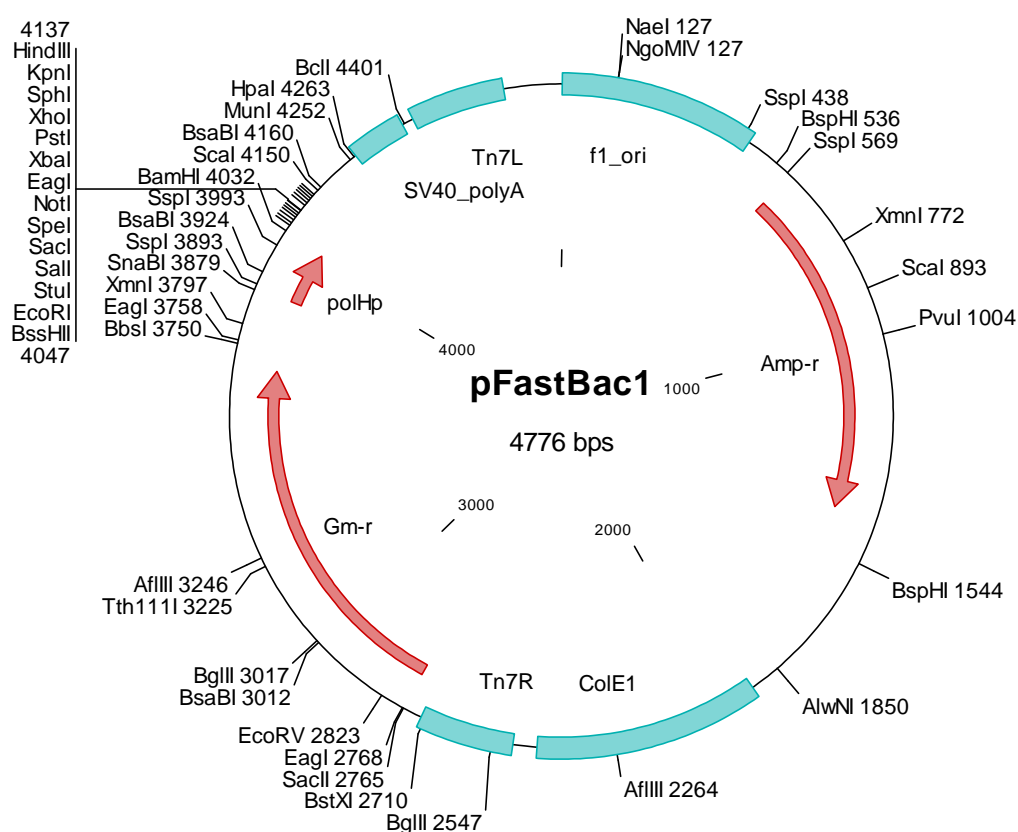 4137
HindIII
KpnI
SphI
XhoI
PstI
XbaI
EagI
NotI
SpeI
SacI
SalI
StuI
EcoRI
BssHII
4047
BclI 4401
HpaI 4263
MunI 4252
BsaBI 4160
ScaI 4150
BamHI 4032
SspI 3993
BsaBI 3924
SspI 3893
SnaBI 3879
XmnI 3797
EagI 3758
BbsI 3750
NaeI 127
NgoMIV 127
SspI 438
BspHI 536
SspI 569
XmnI 772
ScaI 893
PvuI 1004
BspHI 1544
AlwNI 1850
AflIII 2264
Tn7L
f1_ori
SV40_polyA
polHp
Amp-r
4000
1000
pFastBac1
4776 bps
3000
2000
Gm-r
Tn7R
ColE1
AflIII 3246
Tth111I 3225
BglII 3017
BsaBI 3012
EcoRV 2823
EagI 2768
SacII 2765
BstXI 2710
BglII 2547